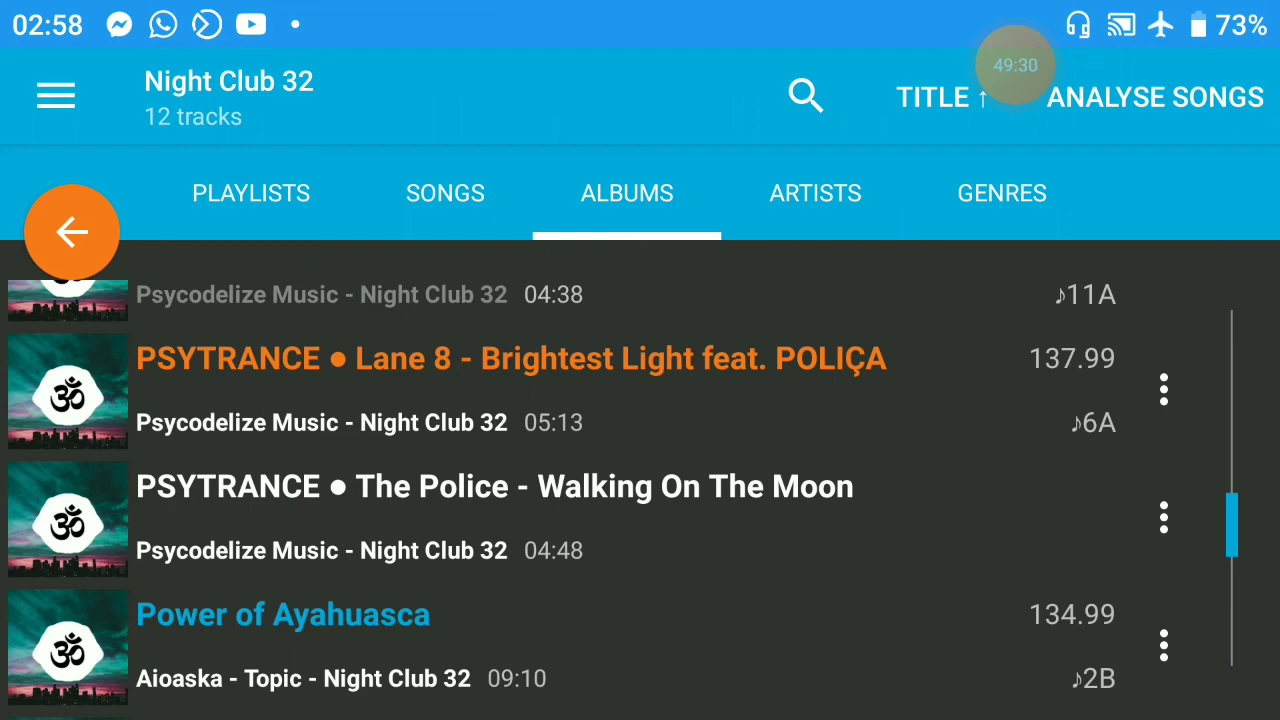 02:58
73%
49:30
Night Club 32
12 tracks
TITLE ↑
ANALYSE SONGS
PLAYLISTS
SONGS
ALBUMS
ARTISTS
GENRES
Psycodelize Music - Night Club 32 04:38 ♪11A
PSYTRANCE ● Lane 8 - Brightest Light feat. POLIÇA 137.99
Psycodelize Music - Night Club 32 05:13 ♪6A
PSYTRANCE ● The Police - Walking On The Moon
Psycodelize Music - Night Club 32 04:48
Power of Ayahuasca 134.99
Aioaska - Topic - Night Club 32 09:10 ♪2B